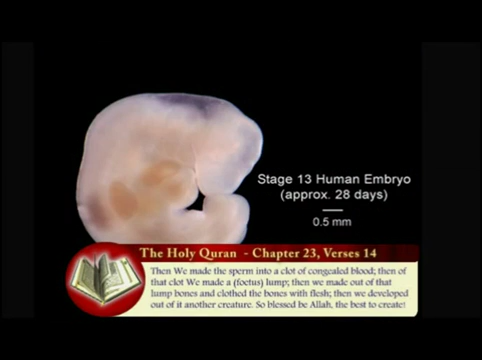 Stage 13 Human Embryo
(approx. 28 days)
0.5 mm
The Holy Quran - Chapter 23, Verses 14
Then We made the sperm into a clot of congealed blood; then of
that clot We made a (foetus) lump; then we made out of that
lump bones and clothed the bones with flesh; then we developed
out of it another creature. So blessed be Allah, the best to create!